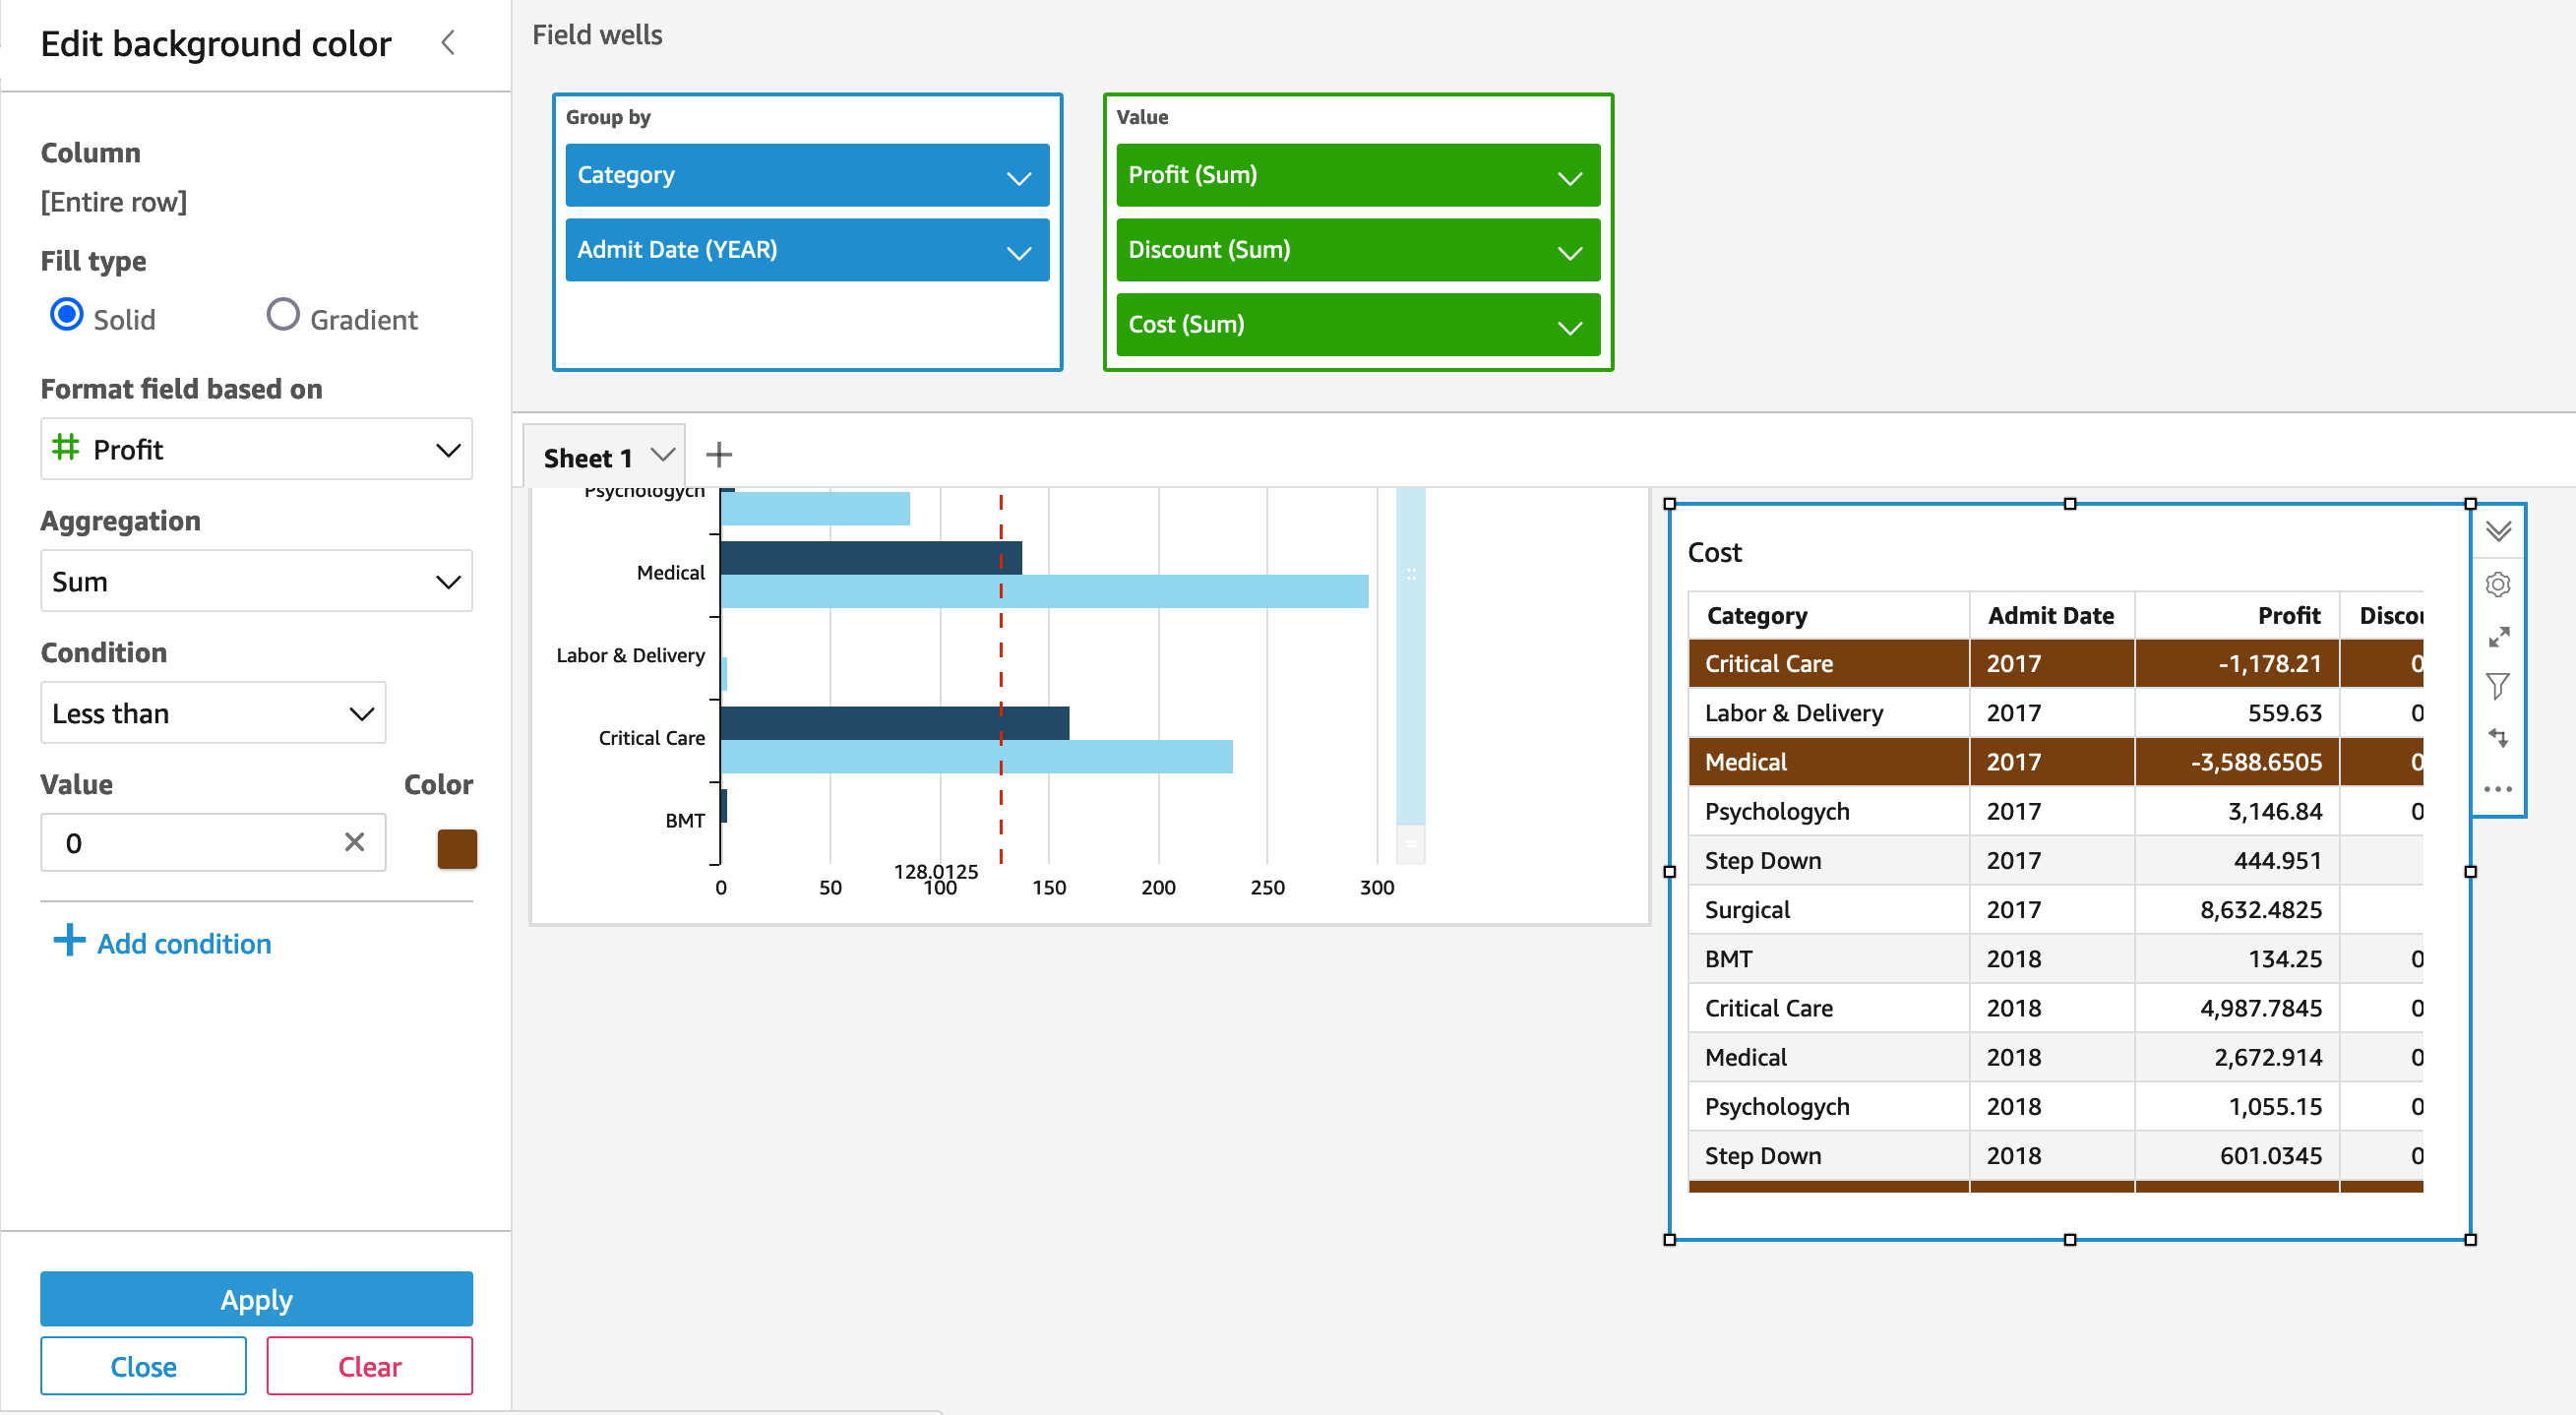 Edit background color
Column
[Entire row]
Fill type
Solid
Gradient
Format field based on
Profit
Aggregation
Sum
Condition
Less than
Value
Color
0
Add condition
Apply
Close
Clear
Field wells
Group by
Category
Admit Date (YEAR)
Value
Profit (Sum)
Discount (Sum)
Cost (Sum)
Sheet 1
Psychologych
Medical
Labor & Delivery
Critical Care
BMT
128.0125
0 50 100 150 200 250 300
Cost
Category Admit Date Profit Discou
Critical Care 2017 -1,178.21 0
Labor & Delivery 2017 559.63 0
Medical 2017 -3,588.6505 0
Psychologych 2017 3,146.84 0
Step Down 2017 444.951
Surgical 2017 8,632.4825
BMT 2018 134.25 0
Critical Care 2018 4,987.7845 0
Medical 2018 2,672.914 0
Psychologych 2018 1,055.15 0
Step Down 2018 601.0345 0